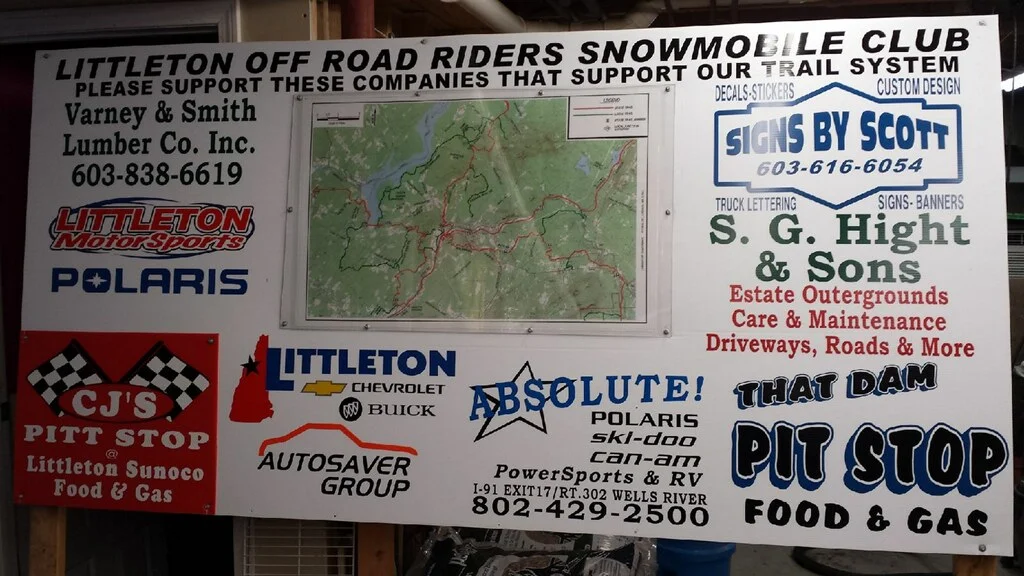 LITTLETON OFF ROAD RIDERS SNOWMOBILE CLUB
PLEASE SUPPORT THESE COMPANIES THAT SUPPORT OUR TRAIL SYSTEM
Varney & Smith
Lumber Co. Inc.
603-838-6619
LITTLETON
MotorSports
POLARIS
CJ'S
PITT STOP
@
Littleton Sunoco
Food & Gas
LITTLETON
CHEVROLET
BUICK
AUTOSAVER
GROUP
ABSOLUTE!
POLARIS
ski-doo
can-am
PowerSports & RV
I-91 EXIT17/RT.302 WELLS RIVER
802-429-2500
DECALS-STICKERS CUSTOM DESIGN
SIGNS BY SCOTT
603-616-6054
TRUCK LETTERING SIGNS- BANNERS
S. G. Hight
& Sons
Estate Outergrounds
Care & Maintenance
Driveways, Roads & More
THAT DAM
PIT STOP
FOOD & GAS